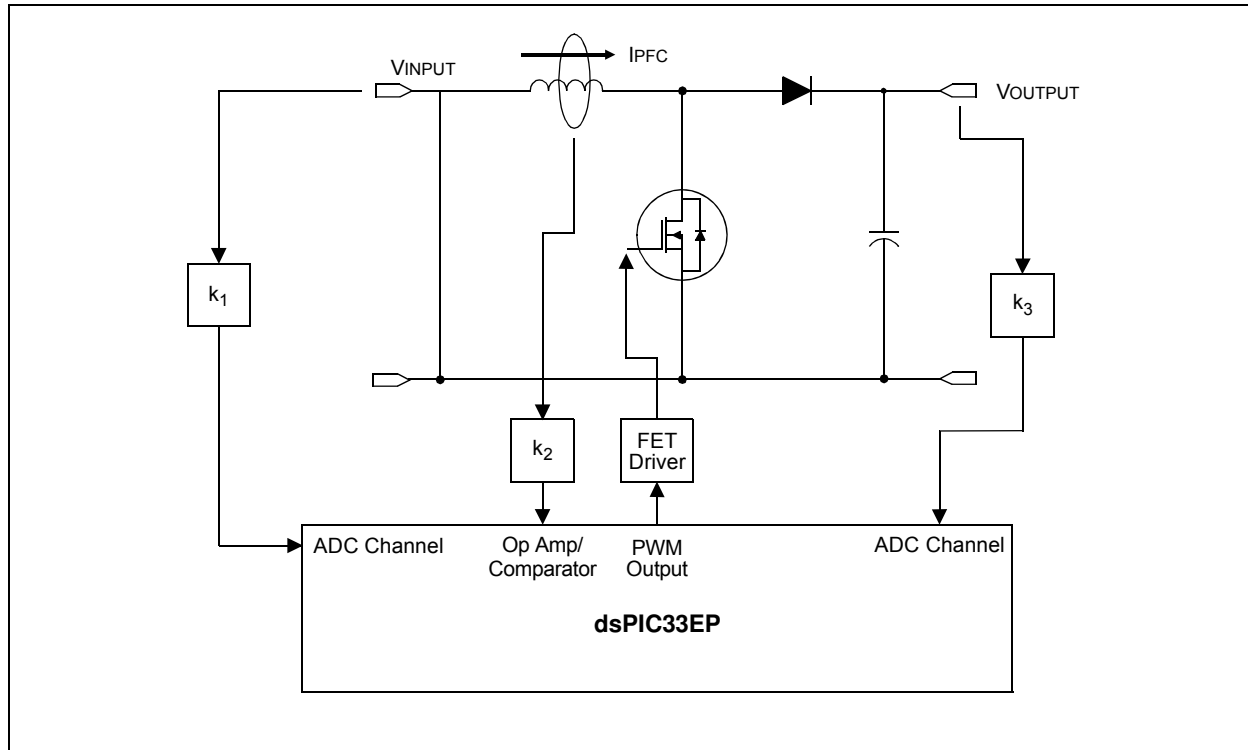 IPFC
VINPUT
VOUTPUT
k1
k3
k2
FET
Driver
ADC Channel
Op Amp/
Comparator
PWM
Output
ADC Channel
dsPIC33EP